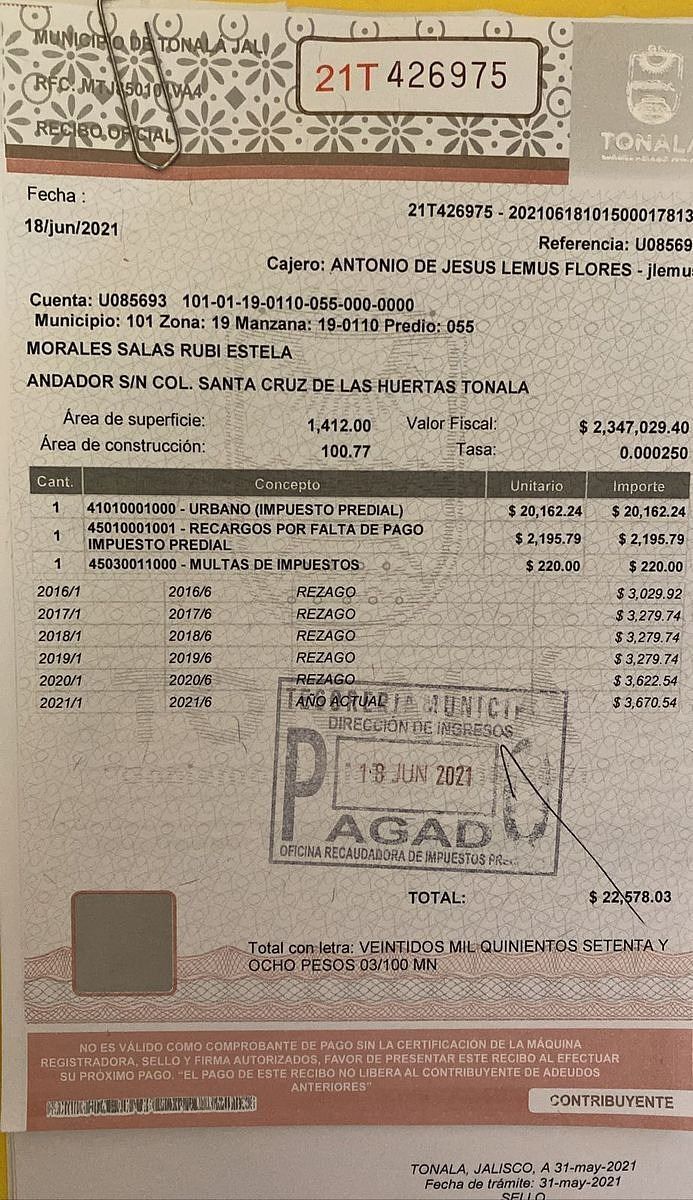 MUNICIPIO DE TONALÁ JAL
RECIBO OFICIAL
21T 426975
TONALÁ
Fecha :
18/jun/2021
21T426975 - 20210618101500017813
Referencia: U08569
Cajero: ANTONIO DE JESUS LEMUS FLORES - jlemu
Cuenta: U085693 101-01-19-0110-055-000-0000
Municipio: 101 Zona: 19 Manzana: 19-0110 Predio: 055
MORALES SALAS RUBI ESTELA
ANDADOR S/N COL. SANTA CRUZ DE LAS HUERTAS TONALA
Área de superficie: 1,412.00 Valor Fiscal: $ 2,347,029.40
Área de construcción: 100.77 Tasa: 0.000250
Cant. Concepto Unitario Importe
1 41010001000 - URBANO (IMPUESTO PREDIAL) $ 20,162.24 $ 20,162.24
1 45010001001 - RECARGOS POR FALTA DE PAGO IMPUESTO PREDIAL $ 2,195.79 $ 2,195.79
1 45030011000 - MULTAS DE IMPUESTOS $ 220.00 $ 220.00
2016/1 2016/6 REZAGO $ 3,029.92
2017/1 2017/6 REZAGO $ 3,279.74
2018/1 2018/6 REZAGO $ 3,279.74
2019/1 2019/6 REZAGO $ 3,279.74
2020/1 2020/6 REZAGO $ 3,622.54
2021/1 2021/6 AÑO ACTUAL $ 3,670.54
TESORERIA MUNICI
DIRECCIÓN DE INGRESOS
18 JUN 2021
PAGADO
OFICINA RECAUDADORA DE IMPUESTOS
TOTAL: $ 22,578.03
Total con letra: VEINTIDOS MIL QUINIENTOS SETENTA Y
OCHO PESOS 03/100 MN
NO ES VÁLIDO COMO COMPROBANTE DE PAGO SIN LA CERTIFICACIÓN DE LA MÁQUINA
REGISTRADORA, SELLO Y FIRMA AUTORIZADOS, FAVOR DE PRESENTAR ESTE RECIBO AL EFECTUAR
SU PRÓXIMO PAGO. “EL PAGO DE ESTE RECIBO NO LIBERA AL CONTRIBUYENTE DE ADEUDOS
ANTERIORES”
CONTRIBUYENTE
TONALA, JALISCO, A 31-may-2021
Fecha de trámite: 31-may-2021
SELLO